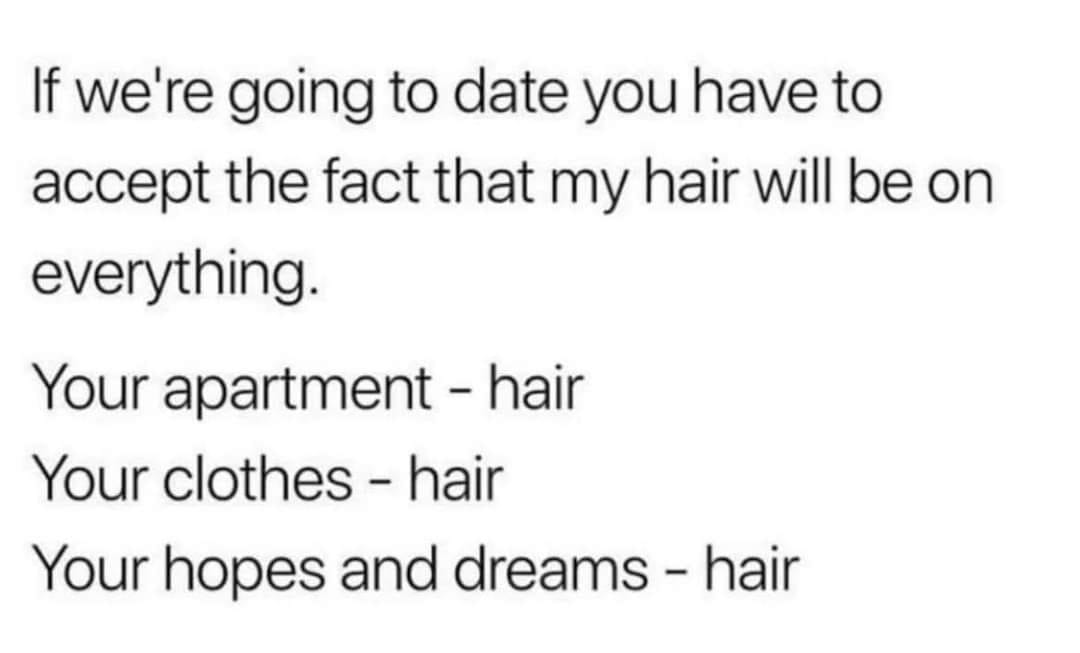 If we're going to date you have to
accept the fact that my hair will be on
everything.
Your apartment - hair
Your clothes - hair
Your hopes and dreams - hair